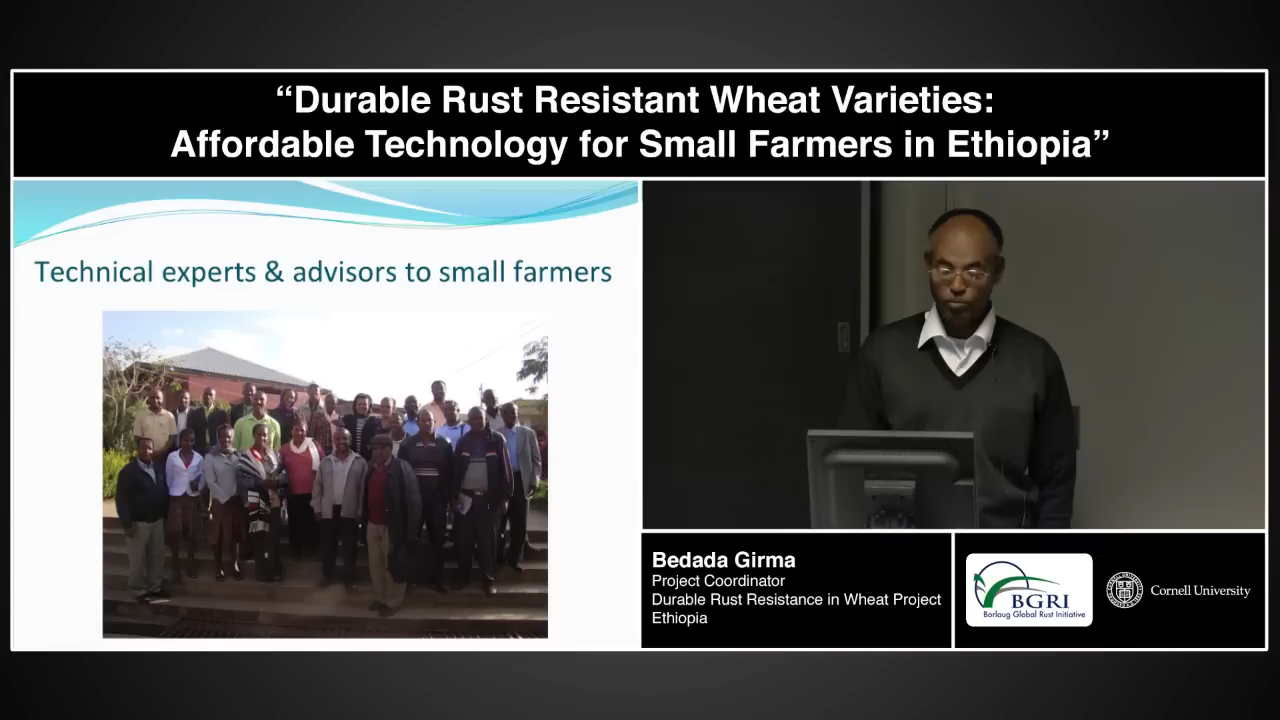 “Durable Rust Resistant Wheat Varieties:
Affordable Technology for Small Farmers in Ethiopia”
Technical experts & advisors to small farmers
Bedada Girma
Project Coordinator
Durable Rust Resistance in Wheat Project
Ethiopia
BGRI
Borloug Global Rust Initiative
Cornell University